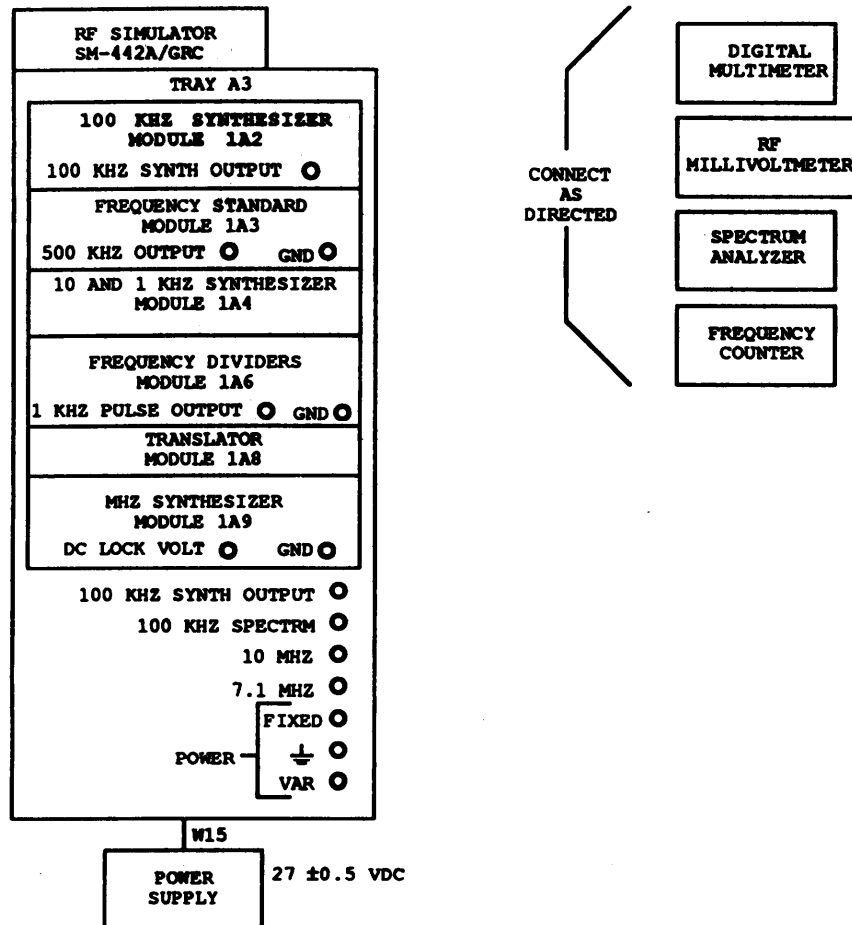 RF SIMULATOR
SM-442A/GRC
TRAY A3
100 KHZ SYNTHESIZER
MODULE 1A2
100 KHZ SYNTH OUTPUT
FREQUENCY STANDARD
MODULE 1A3
500 KHZ OUTPUT GND
10 AND 1 KHZ SYNTHESIZER
MODULE 1A4
FREQUENCY DIVIDERS
MODULE 1A6
1 KHZ PULSE OUTPUT GND
TRANSLATOR
MODULE 1A8
MHZ SYNTHESIZER
MODULE 1A9
DC LOCK VOLT GND
100 KHZ SYNTH OUTPUT
100 KHZ SPECTRM
10 MHZ
7.1 MHZ
FIXED
POWER
VAR
W15
POWER
SUPPLY
27 ±0.5 VDC
CONNECT
AS
DIRECTED
DIGITAL
MULTIMETER
RF
MILLIVOLTMETER
SPECTRUM
ANALYZER
FREQUENCY
COUNTER